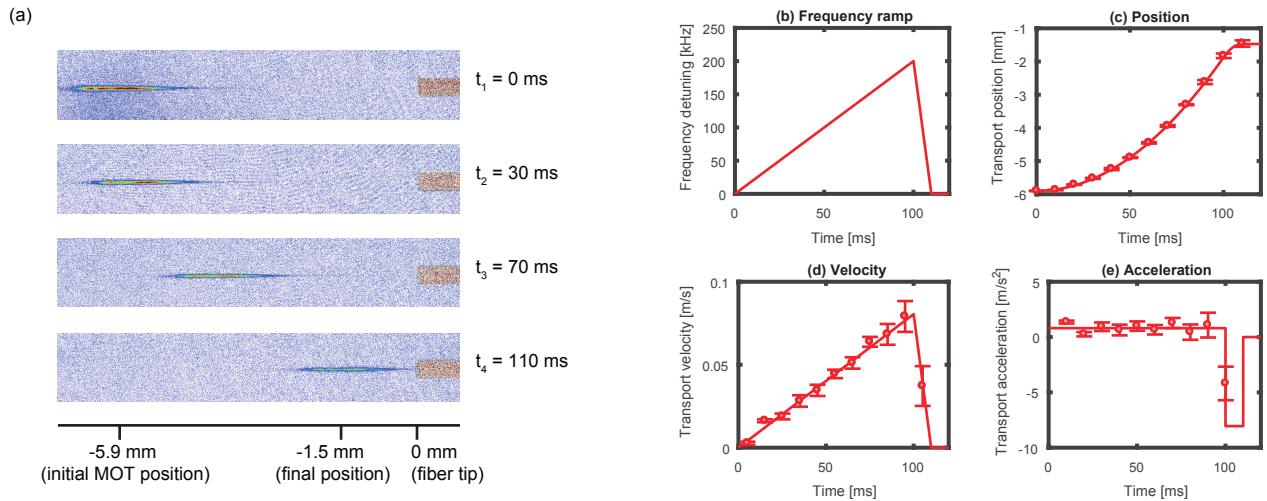 (a)
t1 = 0 ms
t2 = 30 ms
t3 = 70 ms
t4 = 110 ms
-5.9 mm
(initial MOT position)
-1.5 mm
(final position)
0 mm
(fiber tip)
(b) Frequency ramp
250
200
150
100
50
0
Frequency detuning [kHz]
0
50
100
Time [ms]
(c) Position
-1
-2
-3
-4
-5
-6
Transport position [mm]
0
50
100
Time [ms]
(d) Velocity
0.1
0.05
0
Transport velocity [m/s]
0
50
100
Time [ms]
(e) Acceleration
5
0
-5
-10
Transport acceleration [m/s²]
0
50
100
Time [ms]